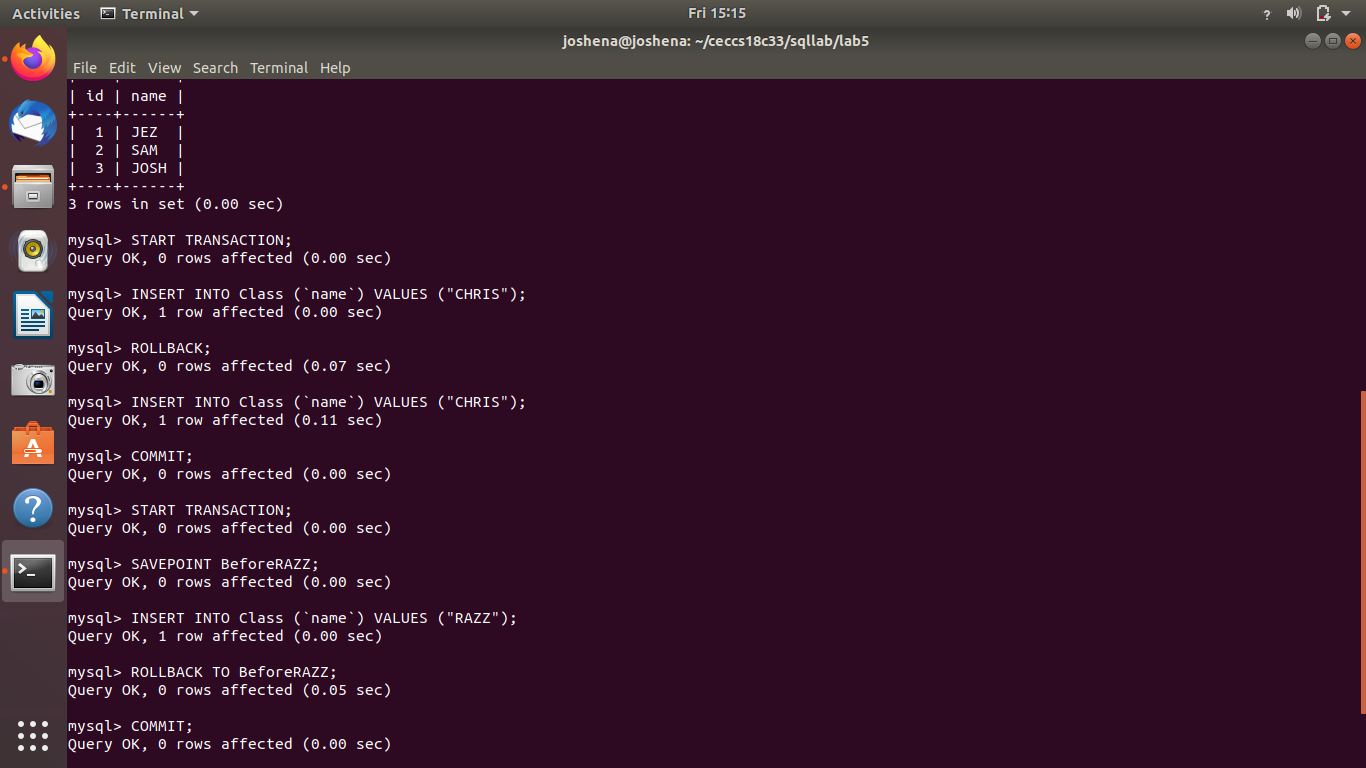 Activities Terminal Fri 15:15 ?
joshena@joshena: ~/ceccs18c33/sqllab/lab5
File Edit View Search Terminal Help
| id | name |
+----+------+
| 1 | JEZ |
| 2 | SAM |
| 3 | JOSH |
+----+------+
3 rows in set (0.00 sec)
mysql> START TRANSACTION;
Query OK, 0 rows affected (0.00 sec)
mysql> INSERT INTO Class (`name`) VALUES ("CHRIS");
Query OK, 1 row affected (0.00 sec)
mysql> ROLLBACK;
Query OK, 0 rows affected (0.07 sec)
mysql> INSERT INTO Class (`name`) VALUES ("CHRIS");
Query OK, 1 row affected (0.11 sec)
mysql> COMMIT;
Query OK, 0 rows affected (0.00 sec)
mysql> START TRANSACTION;
Query OK, 0 rows affected (0.00 sec)
mysql> SAVEPOINT BeforeRAZZ;
Query OK, 0 rows affected (0.00 sec)
mysql> INSERT INTO Class (`name`) VALUES ("RAZZ");
Query OK, 1 row affected (0.00 sec)
mysql> ROLLBACK TO BeforeRAZZ;
Query OK, 0 rows affected (0.05 sec)
mysql> COMMIT;
Query OK, 0 rows affected (0.00 sec)